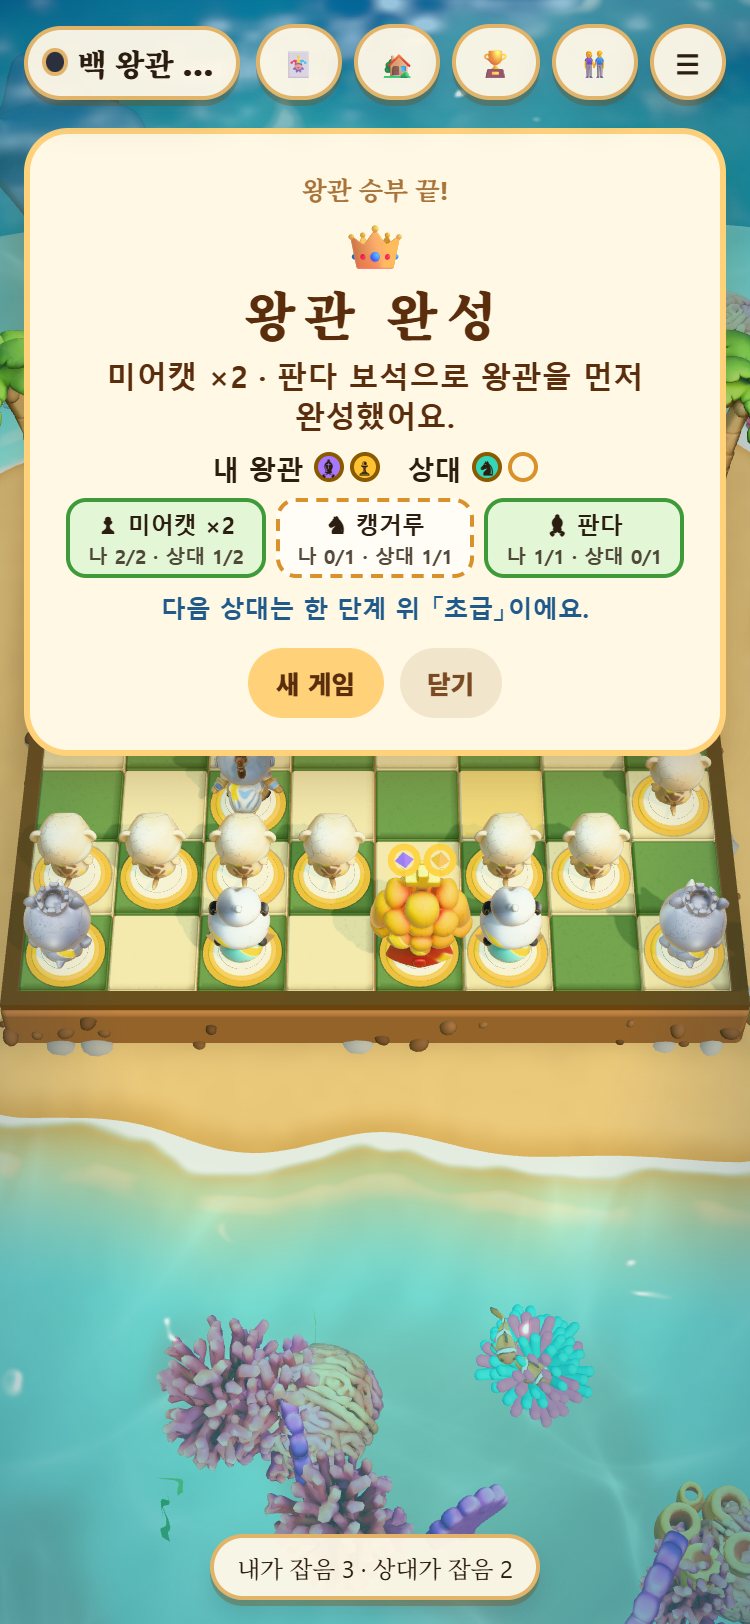 백 왕관 ...
왕관 승부 끝!
왕관 완성
미어캣 ×2 · 판다 보석으로 왕관을 먼저
완성했어요.
내 왕관 상대
미어캣 ×2
나 2/2 · 상대 1/2
캥거루
나 0/1 · 상대 1/1
판다
나 1/1 · 상대 0/1
다음 상대는 한 단계 위 「초급」이에요.
새 게임 닫기
내가 잡음 3 · 상대가 잡음 2